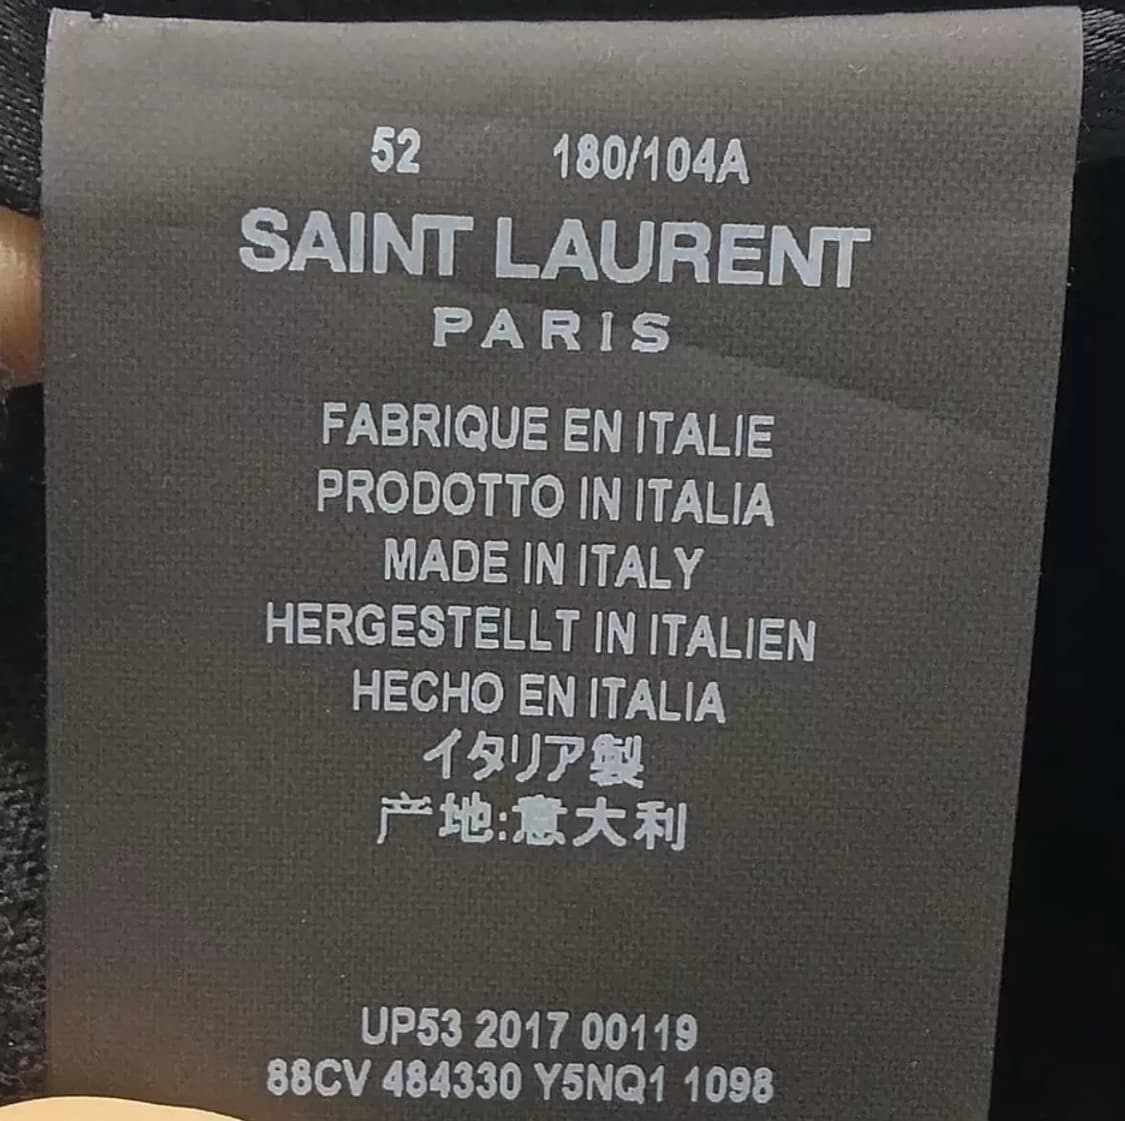 52 180/104A
SAINT LAURENT
PARIS
FABRIQUE EN ITALIE
PRODOTTO IN ITALIA
MADE IN ITALY
HERGESTELLT IN ITALIEN
HECHO EN ITALIA
イタリア製
产地:意大利
UP53 2017 00119
88CV 484330 Y5NQ1 1098